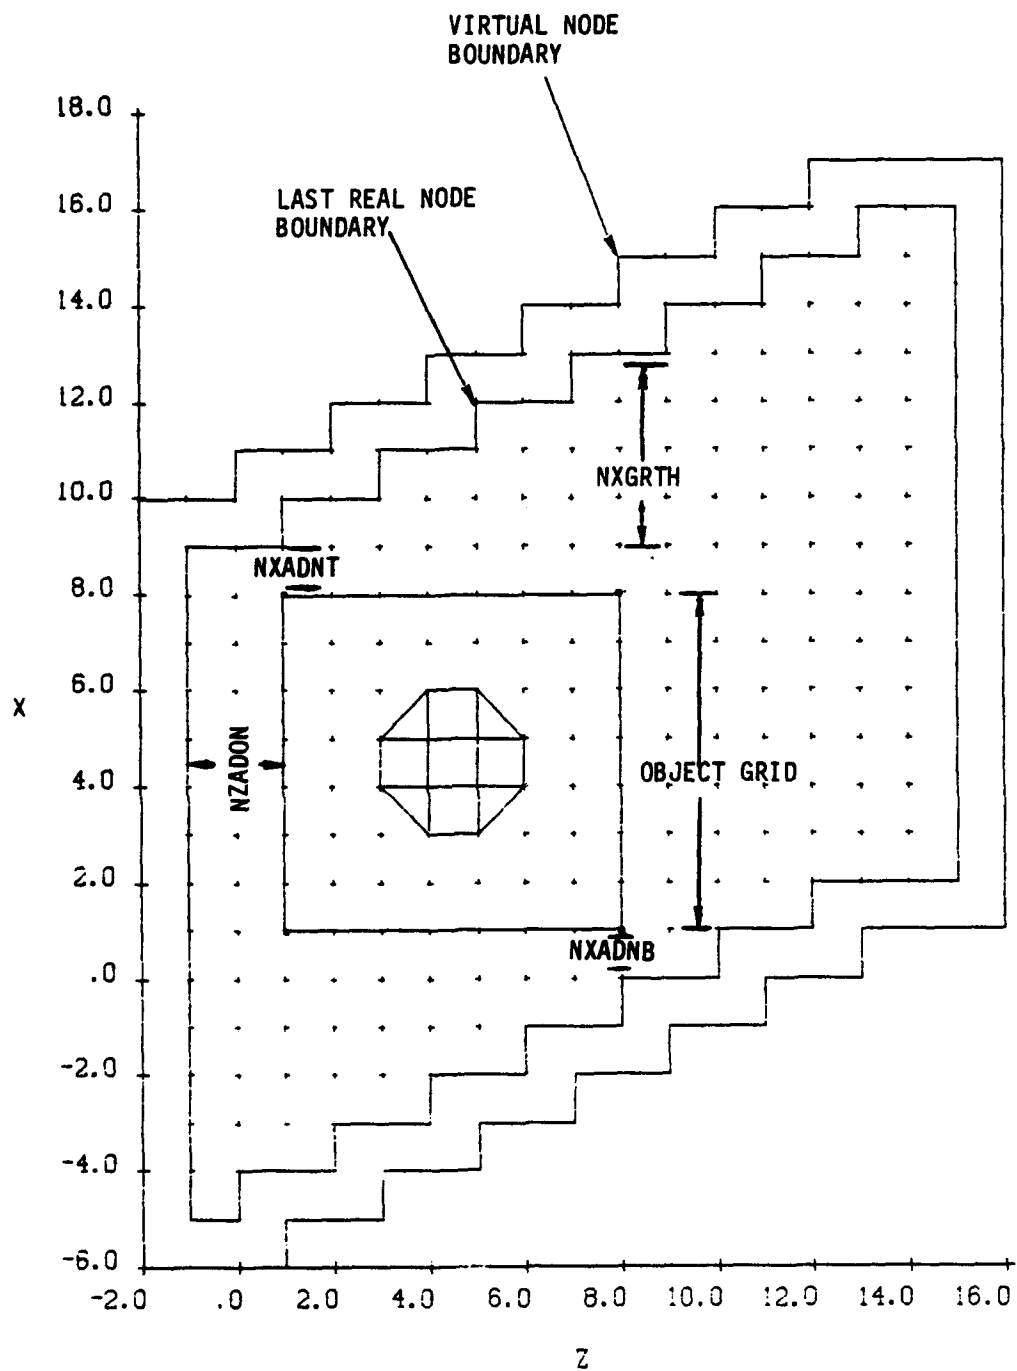 VIRTUAL NODE
BOUNDARY
18.0
LAST REAL NODE
BOUNDARY
16.0
14.0
12.0
NXGRTH
10.0
NXADNT
8.0
6.0
X
NZADON
OBJECT GRID
4.0
2.0
NXADNB
.0
-2.0
-4.0
-6.0
-2.0 .0 2.0 4.0 6.0 8.0 10.0 12.0 14.0 16.0
Z